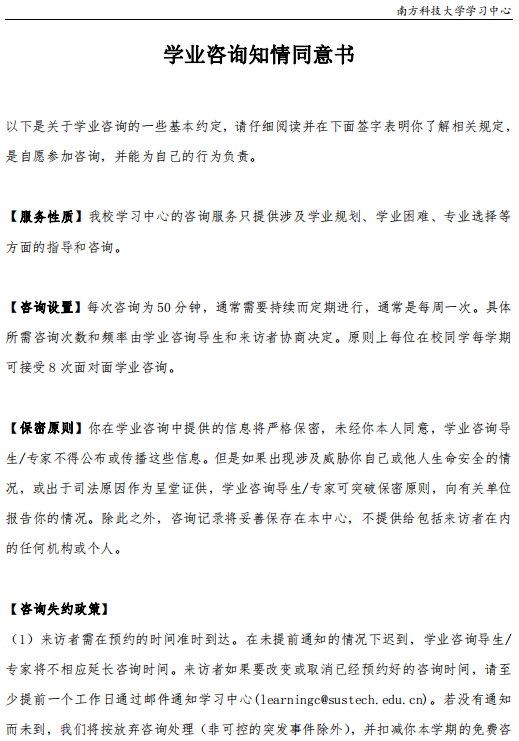 南方科技大学学习中心
学业咨询知情同意书
以下是关于学业咨询的一些基本约定，请仔细阅读并在下面签字表明你了解相关规定，
是自愿参加咨询，并能为自己的行为负责。
【服务性质】我校学习中心的咨询服务只提供涉及学业规划、学业困难、专业选择等
方面的指导和咨询。
【咨询设置】每次咨询为 50 分钟，通常需要持续而定期进行，通常是每周一次。具体
所需咨询次数和频率由学业咨询导生和来访者协商决定。原则上每位在校同学每学期
可接受 8 次面对面学业咨询。
【保密原则】你在学业咨询中提供的信息将严格保密，未经你本人同意，学业咨询导
生/专家不得公布或传播这些信息。但是如果出现涉及威胁你自己或他人生命安全的情
况，或出于司法原因作为呈堂证供，学业咨询导生/专家可突破保密原则，向有关单位
报告你的情况。除此之外，咨询记录将妥善保存在本中心，不提供给包括来访者在内
的任何机构或个人。
【咨询失约政策】
（1）来访者需在预约的时间准时到达。在未提前通知的情况下迟到，学业咨询导生/
专家将不相应延长咨询时间。来访者如果要改变或取消已经预约好的咨询时间，请至
少提前一个工作日通过邮件通知学习中心(learningc@sustech.edu.cn)。若没有通知
而未到，我们将按放弃咨询处理（非可控的突发事件除外），并扣减你本学期的免费咨